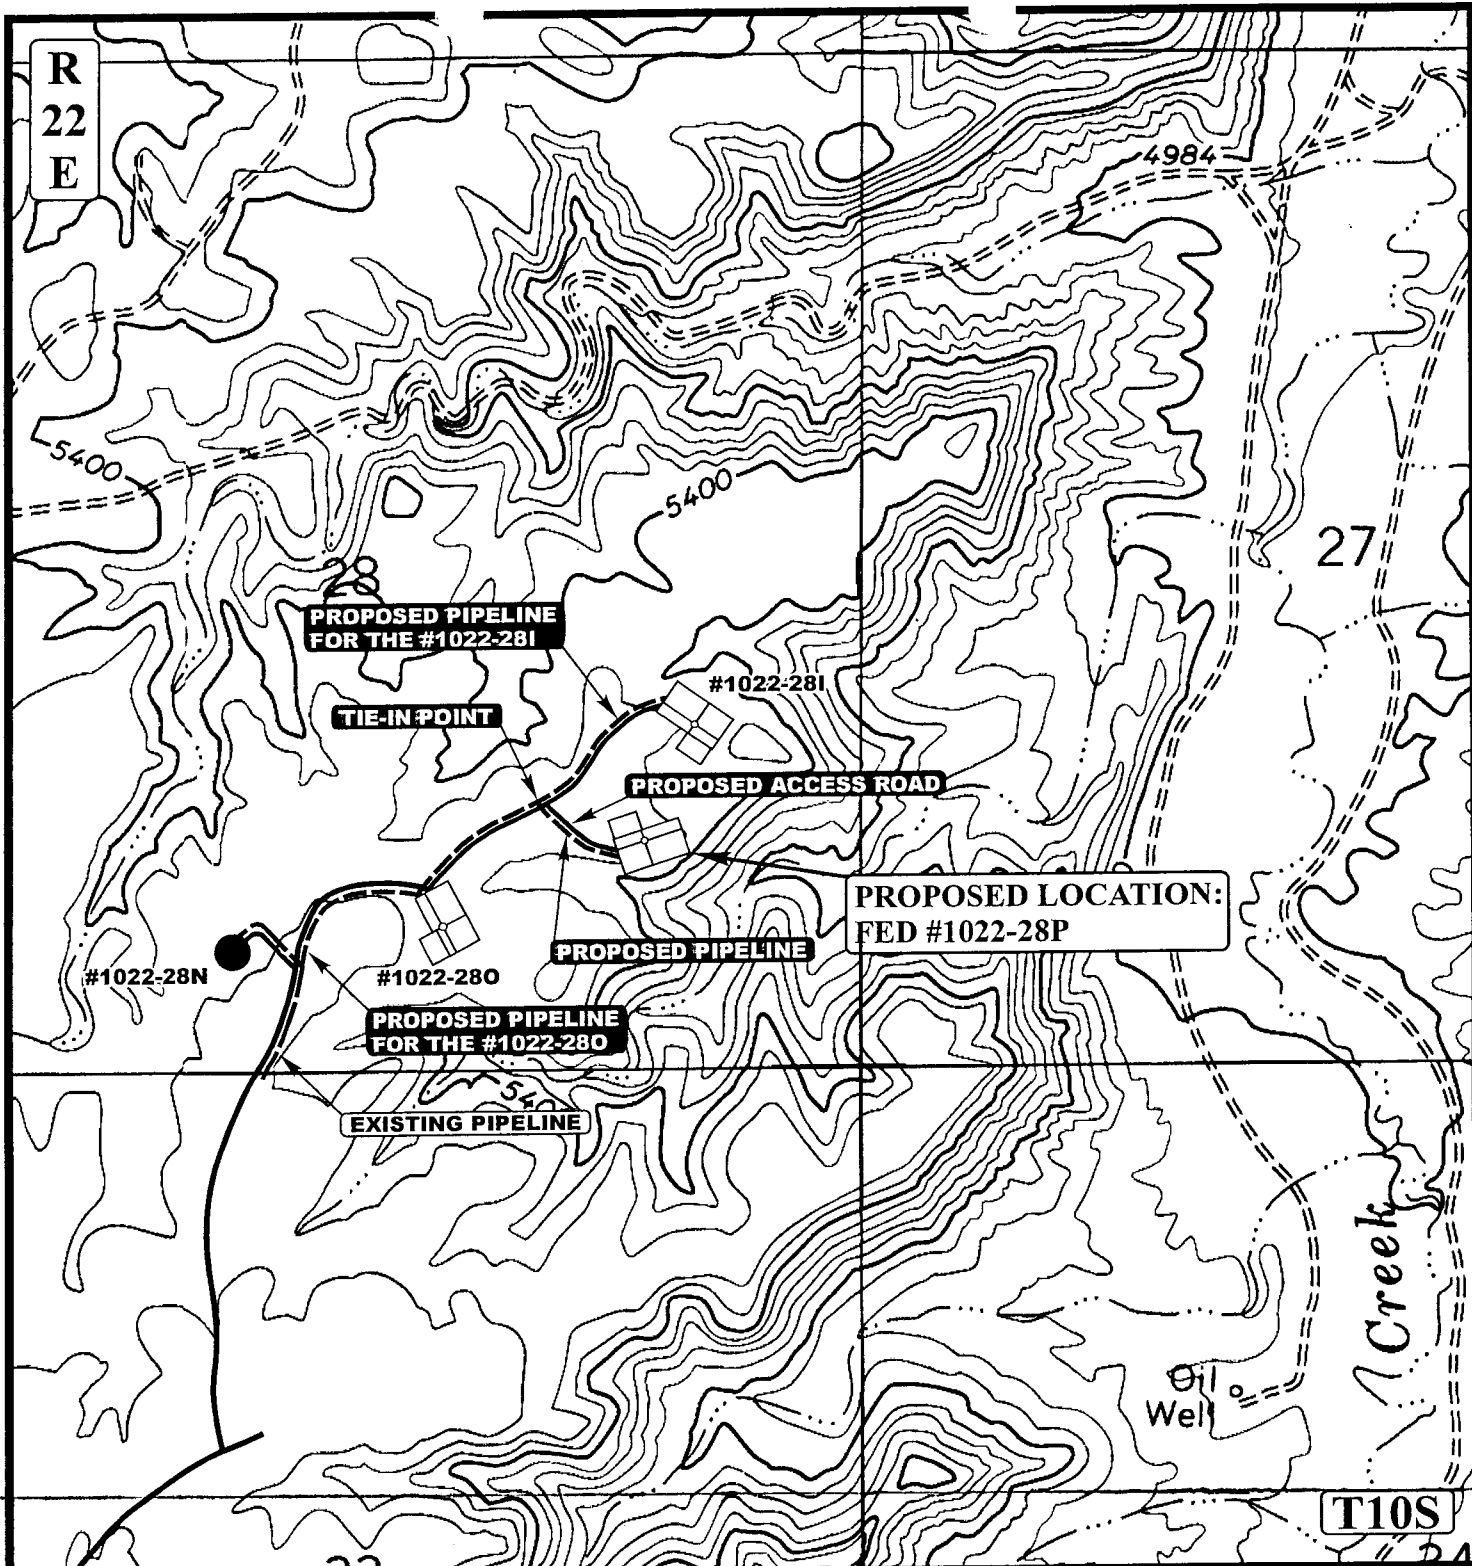 R
22
E
4984
5400
5400
27
28
PROPOSED PIPELINE
FOR THE #1022-28I
#1022-28I
TIE-IN POINT
PROPOSED ACCESS ROAD
PROPOSED LOCATION:
FED #1022-28P
PROPOSED PIPELINE
#1022-28N
#1022-28O
PROPOSED PIPELINE
FOR THE #1022-28O
EXISTING PIPELINE
Creek
Oil
Well
T10S